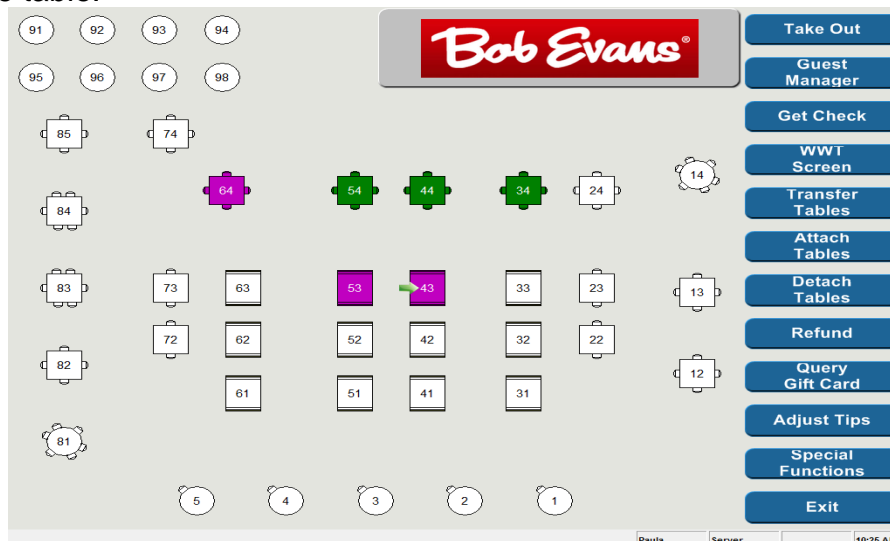 91 92 93 94
Bob Evans®
Take Out
95 96 97 98
Guest
Manager
85 74
Get Check
WWT
Screen
64 54 44 34 24 14
Transfer
Tables
84
Attach
Tables
83 73 63 53 43 33 23 13
Detach
Tables
72 62 52 42 32 22
Refund
82 12
Query
Gift Card
61 51 41 31
Adjust Tips
81
Special
Functions
5 4 3 2 1
Exit
Paula Server